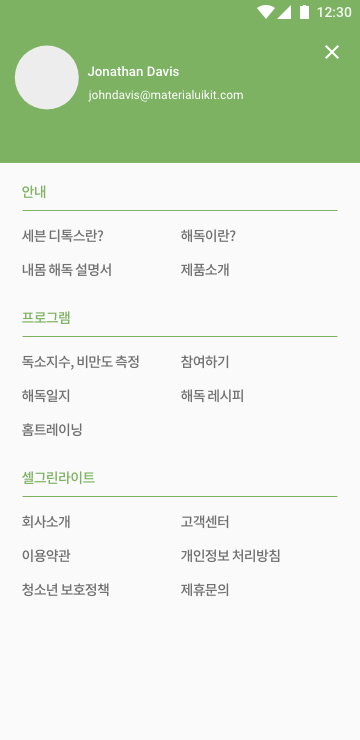 12:30
Jonathan Davis
johndavis@materialuikit.com
안내
세븐 디톡스란? 해독이란?
내몸 해독 설명서 제품소개
프로그램
독소지수, 비만도 측정 참여하기
해독일지 해독 레시피
홈트레이닝
셀그린라이트
회사소개 고객센터
이용약관 개인정보 처리방침
청소년 보호정책 제휴문의